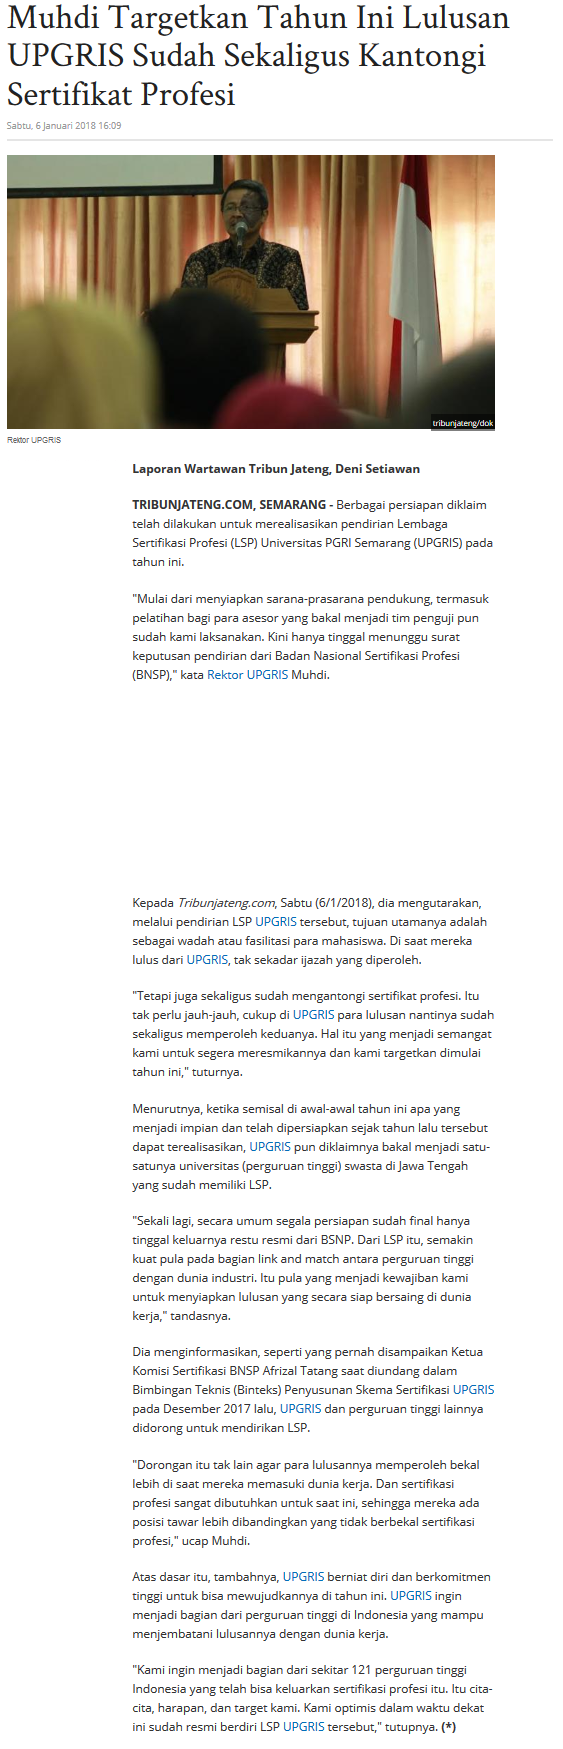 Muhdi Targetkan Tahun Ini Lulusan
UPGRIS Sudah Sekaligus Kantongi
Sertifikat Profesi
Sabtu, 6 Januari 2018 16:09
tribunjateng/dok
Rektor UPGRIS
Laporan Wartawan Tribun Jateng, Deni Setiawan
TRIBUNJATENG.COM, SEMARANG - Berbagai persiapan diklaim
telah dilakukan untuk merealisasikan pendirian Lembaga
Sertifikasi Profesi (LSP) Universitas PGRI Semarang (UPGRIS) pada
tahun ini.
"Mulai dari menyiapkan sarana-prasarana pendukung, termasuk
pelatihan bagi para asesor yang bakal menjadi tim penguji pun
sudah kami laksanakan. Kini hanya tinggal menunggu surat
keputusan pendirian dari Badan Nasional Sertifikasi Profesi
(BNSP)," kata Rektor UPGRIS Muhdi.
Kepada Tribunjateng.com, Sabtu (6/1/2018), dia mengutarakan,
melalui pendirian LSP UPGRIS tersebut, tujuan utamanya adalah
sebagai wadah atau fasilitasi para mahasiswa. Di saat mereka
lulus dari UPGRIS, tak sekadar ijazah yang diperoleh.
"Tetapi juga sekaligus sudah mengantongi sertifikat profesi. Itu
tak perlu jauh-jauh, cukup di UPGRIS para lulusan nantinya sudah
sekaligus memperoleh keduanya. Hal itu yang menjadi semangat
kami untuk segera meresmikannya dan kami targetkan dimulai
tahun ini," tuturnya.
Menurutnya, ketika semisal di awal-awal tahun ini apa yang
menjadi impian dan telah dipersiapkan sejak tahun lalu tersebut
dapat terealisasikan, UPGRIS pun diklaimnya bakal menjadi satu-
satunya universitas (perguruan tinggi) swasta di Jawa Tengah
yang sudah memiliki LSP.
"Sekali lagi, secara umum segala persiapan sudah final hanya
tinggal keluarnya restu resmi dari BSNP. Dari LSP itu, semakin
kuat pula pada bagian link and match antara perguruan tinggi
dengan dunia industri. Itu pula yang menjadi kewajiban kami
untuk menyiapkan lulusan yang secara siap bersaing di dunia
kerja," tandasnya.
Dia menginformasikan, seperti yang pernah disampaikan Ketua
Komisi Sertifikasi BNSP Afrizal Tatang saat diundang dalam
Bimbingan Teknis (Binteks) Penyusunan Skema Sertifikasi UPGRIS
pada Desember 2017 lalu, UPGRIS dan perguruan tinggi lainnya
didorong untuk mendirikan LSP.
"Dorongan itu tak lain agar para lulusannya memperoleh bekal
lebih di saat mereka memasuki dunia kerja. Dan sertifikasi
profesi sangat dibutuhkan untuk saat ini, sehingga mereka ada
posisi tawar lebih dibandingkan yang tidak berbekal sertifikasi
profesi," ucap Muhdi.
Atas dasar itu, tambahnya, UPGRIS berniat diri dan berkomitmen
tinggi untuk bisa mewujudkannya di tahun ini. UPGRIS ingin
menjadi bagian dari perguruan tinggi di Indonesia yang mampu
menjembatani lulusannya dengan dunia kerja.
"Kami ingin menjadi bagian dari sekitar 121 perguruan tinggi
Indonesia yang telah bisa keluarkan sertifikasi profesi itu. Itu cita-
cita, harapan, dan target kami. Kami optimis dalam waktu dekat
ini sudah resmi berdiri LSP UPGRIS tersebut," tutupnya. (*)